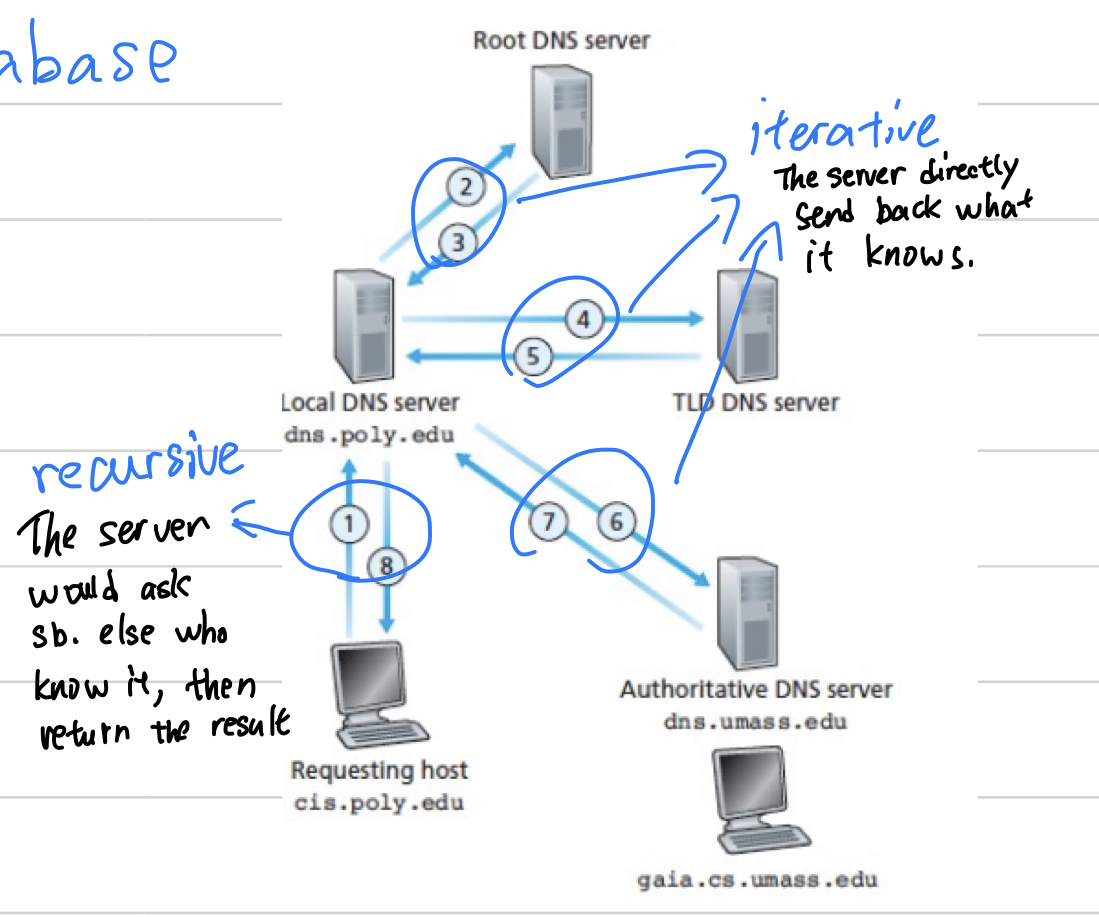 abase
Root DNS server
iterative
The server directly
send back what
it knows.
2
3
4
5
Local DNS server
dns.poly.edu
TLD DNS server
recursive
The server
would ask
sb. else who
know it, then
return the result
1
8
7
6
Authoritative DNS server
dns.umass.edu
Requesting host
cis.poly.edu
gaia.cs.umass.edu